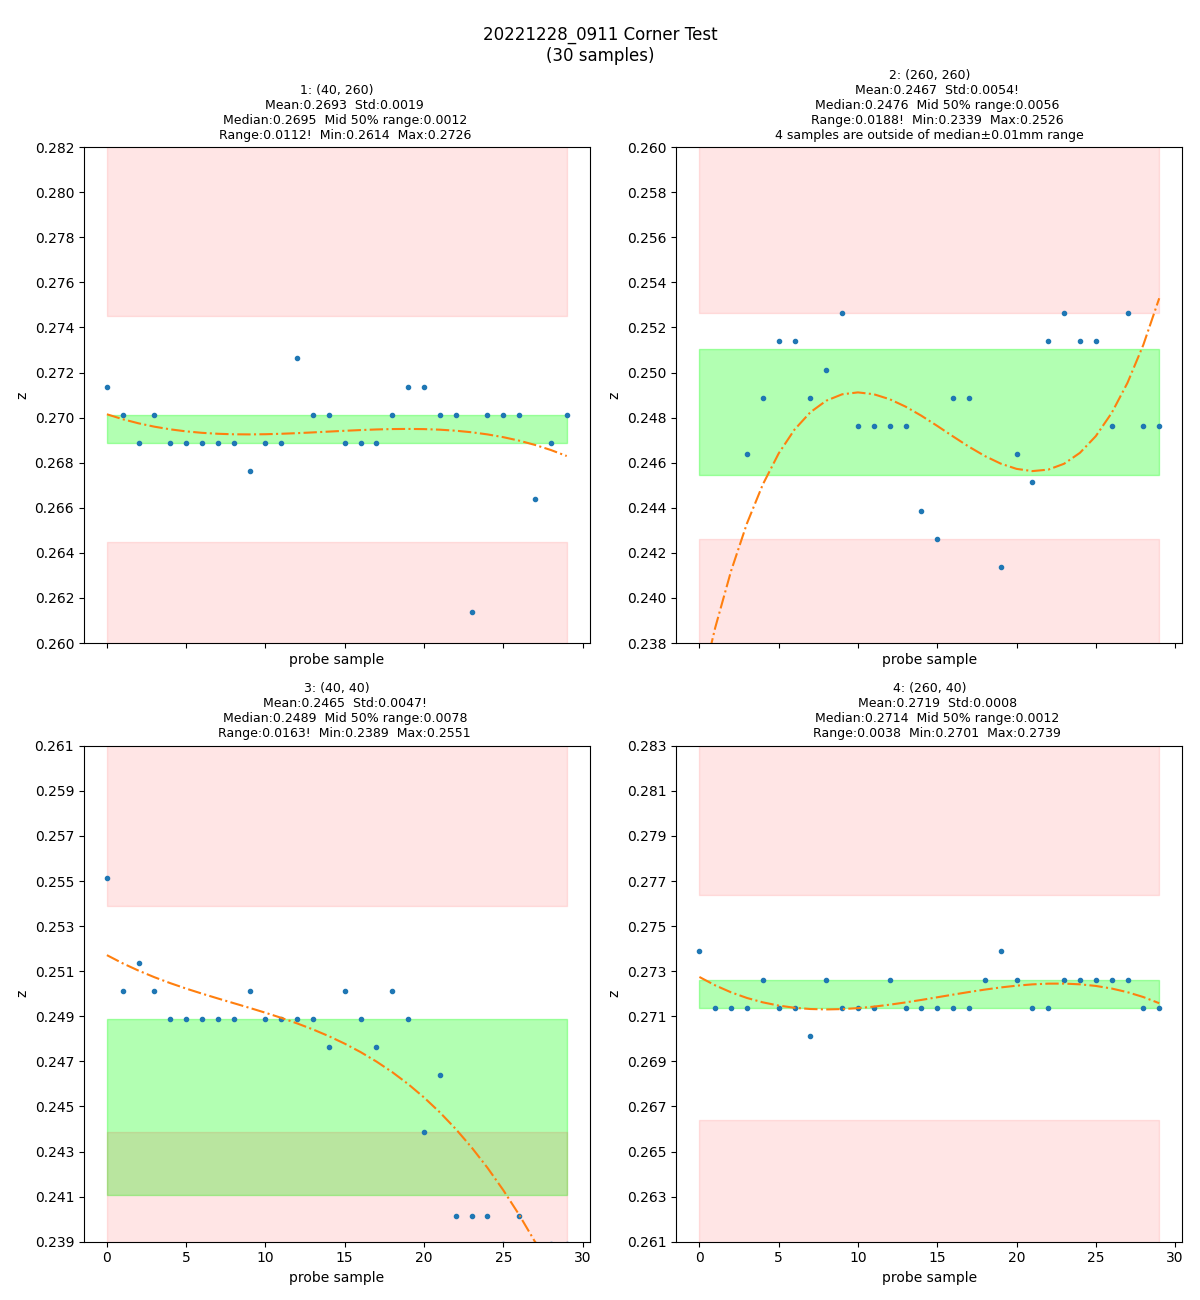 20221228_0911 Corner Test
(30 samples)
1: (40, 260)
Mean:0.2693  Std:0.0019
Median:0.2695  Mid 50% range:0.0012
Range:0.0112!  Min:0.2614  Max:0.2726
0.282
0.280
0.278
0.276
0.274
0.272
0.270
0.268
0.266
0.264
0.262
0.260
z
probe sample
2: (260, 260)
Mean:0.2467  Std:0.0054!
Median:0.2476  Mid 50% range:0.0056
Range:0.0188!  Min:0.2339  Max:0.2526
4 samples are outside of median±0.01mm range
0.260
0.258
0.256
0.254
0.252
0.250
0.248
0.246
0.244
0.242
0.240
0.238
z
probe sample
3: (40, 40)
Mean:0.2465  Std:0.0047!
Median:0.2489  Mid 50% range:0.0078
Range:0.0163!  Min:0.2389  Max:0.2551
0.261
0.259
0.257
0.255
0.253
0.251
0.249
0.247
0.245
0.243
0.241
0.239
z
0 5 10 15 20 25 30
probe sample
4: (260, 40)
Mean:0.2719  Std:0.0008
Median:0.2714  Mid 50% range:0.0012
Range:0.0038  Min:0.2701  Max:0.2739
0.283
0.281
0.279
0.277
0.275
0.273
0.271
0.269
0.267
0.265
0.263
0.261
z
0 5 10 15 20 25 30
probe sample